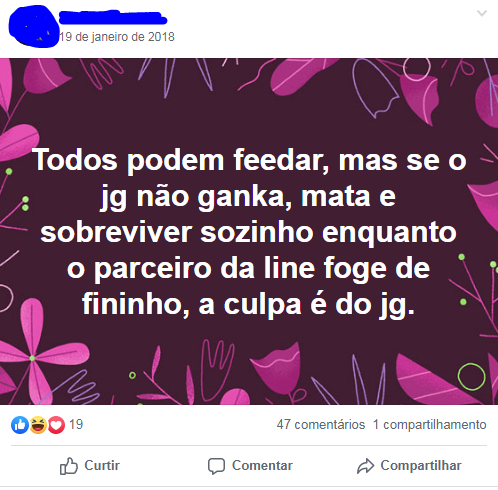 19 de janeiro de 2018
Todos podem feedar, mas se o
jg não ganka, mata e
sobreviver sozinho enquanto
o parceiro da line foge de
fininho, a culpa é do jg.
19
47 comentários 1 compartilhamento
Curtir Comentar Compartilhar